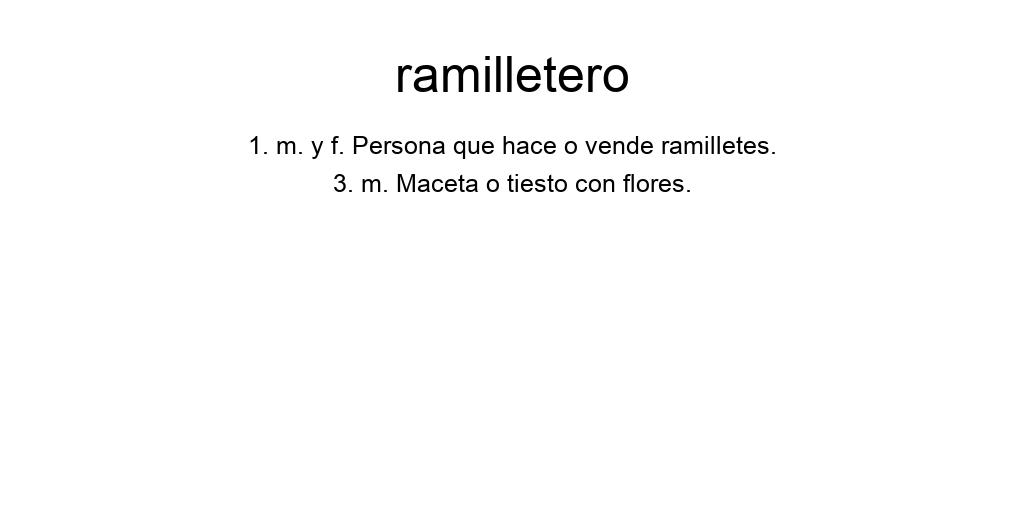 ramilletero
1. m. y f. Persona que hace o vende ramilletes.
3. m. Maceta o tiesto con flores.